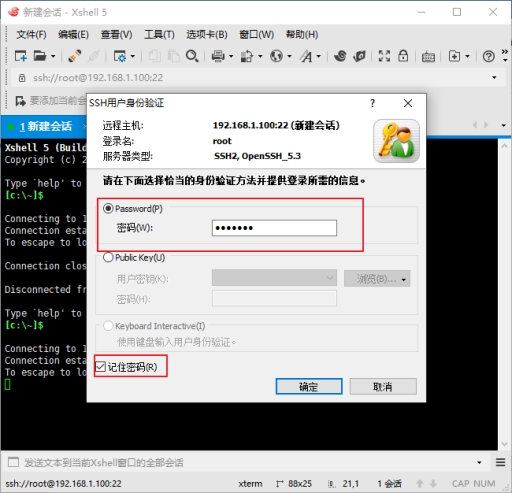 新建会话 - Xshell 5
文件(F) 编辑(E) 查看(V) 工具(T) 选项卡(B) 窗口(W) 帮助(H)
ssh://root@192.168.1.100:22
要添加当前会
1 新建会话
Xshell 5 (Build
Copyright (c) 2
Type `help' to
[c:\~]$
Connecting to 1
Connection esta
To escape to lo
Connection clos
Disconnected fr
Type `help' to
[c:\~]$
Connecting to 1
Connection esta
To escape to lo
SSH用户身份验证
远程主机: 192.168.1.100:22 (新建会话)
登录名: root
服务器类型: SSH2, OpenSSH_5.3
请在下面选择恰当的身份验证方法并提供登录所需的信息。
Password(P)
密码(W): •••••••
Public Key(U)
用户密钥(K): 浏览(B)...
密码(H):
Keyboard Interactive(I)
使用键盘输入用户身份验证。
记住密码(R)
确定 取消
发送文本到当前Xshell窗口的全部会话
ssh://root@192.168.1.100:22 xterm 88x25 21,1 1 会话 CAP NUM